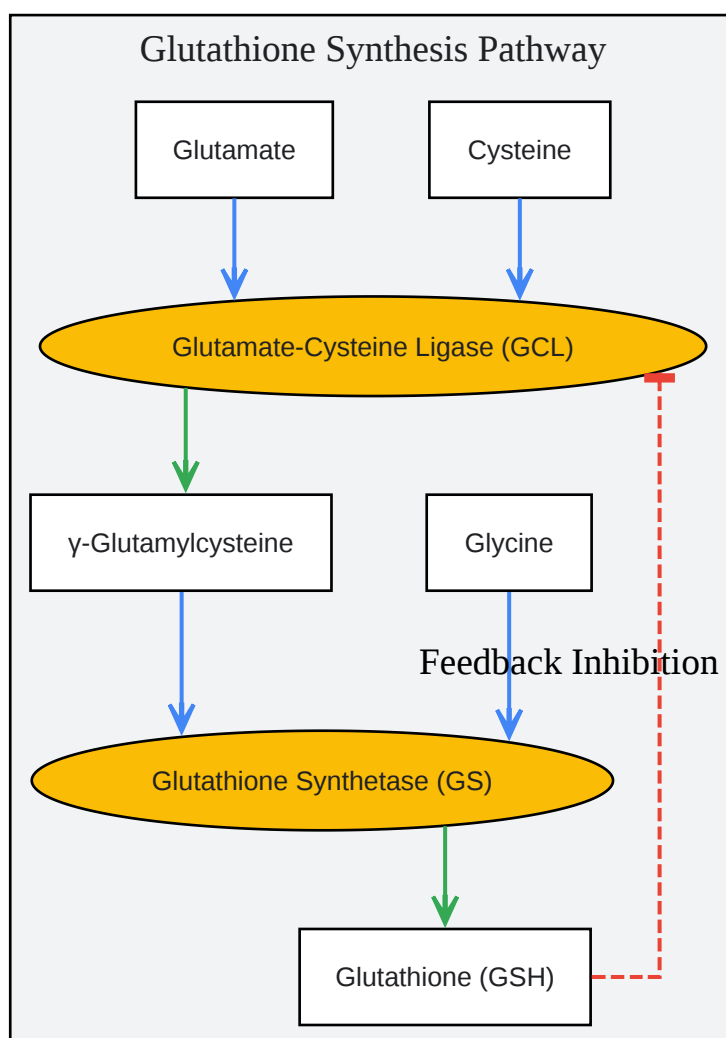 Glutathione Synthesis Pathway
Glutamate
Cysteine
Glutamate-Cysteine Ligase (GCL)
γ-Glutamylcysteine
Glycine
Feedback Inhibition
Glutathione Synthetase (GS)
Glutathione (GSH)